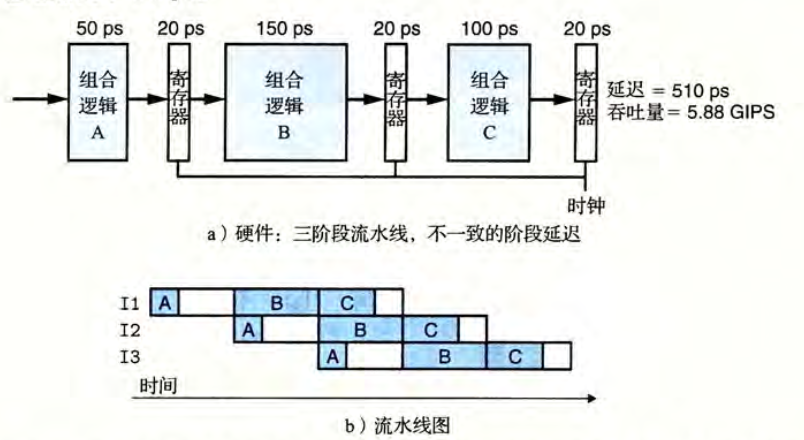 50 ps 20 ps 150 ps 20 ps 100 ps 20 ps
组合
逻辑
A
寄存器
组合
逻辑
B
寄存器
组合
逻辑
C
寄存器
延迟 = 510 ps
吞吐量 = 5.88 GIPS
时钟
a）硬件：三阶段流水线，不一致的阶段延迟
I1 A B C
I2 A B C
I3 A B C
时间
b）流水线图